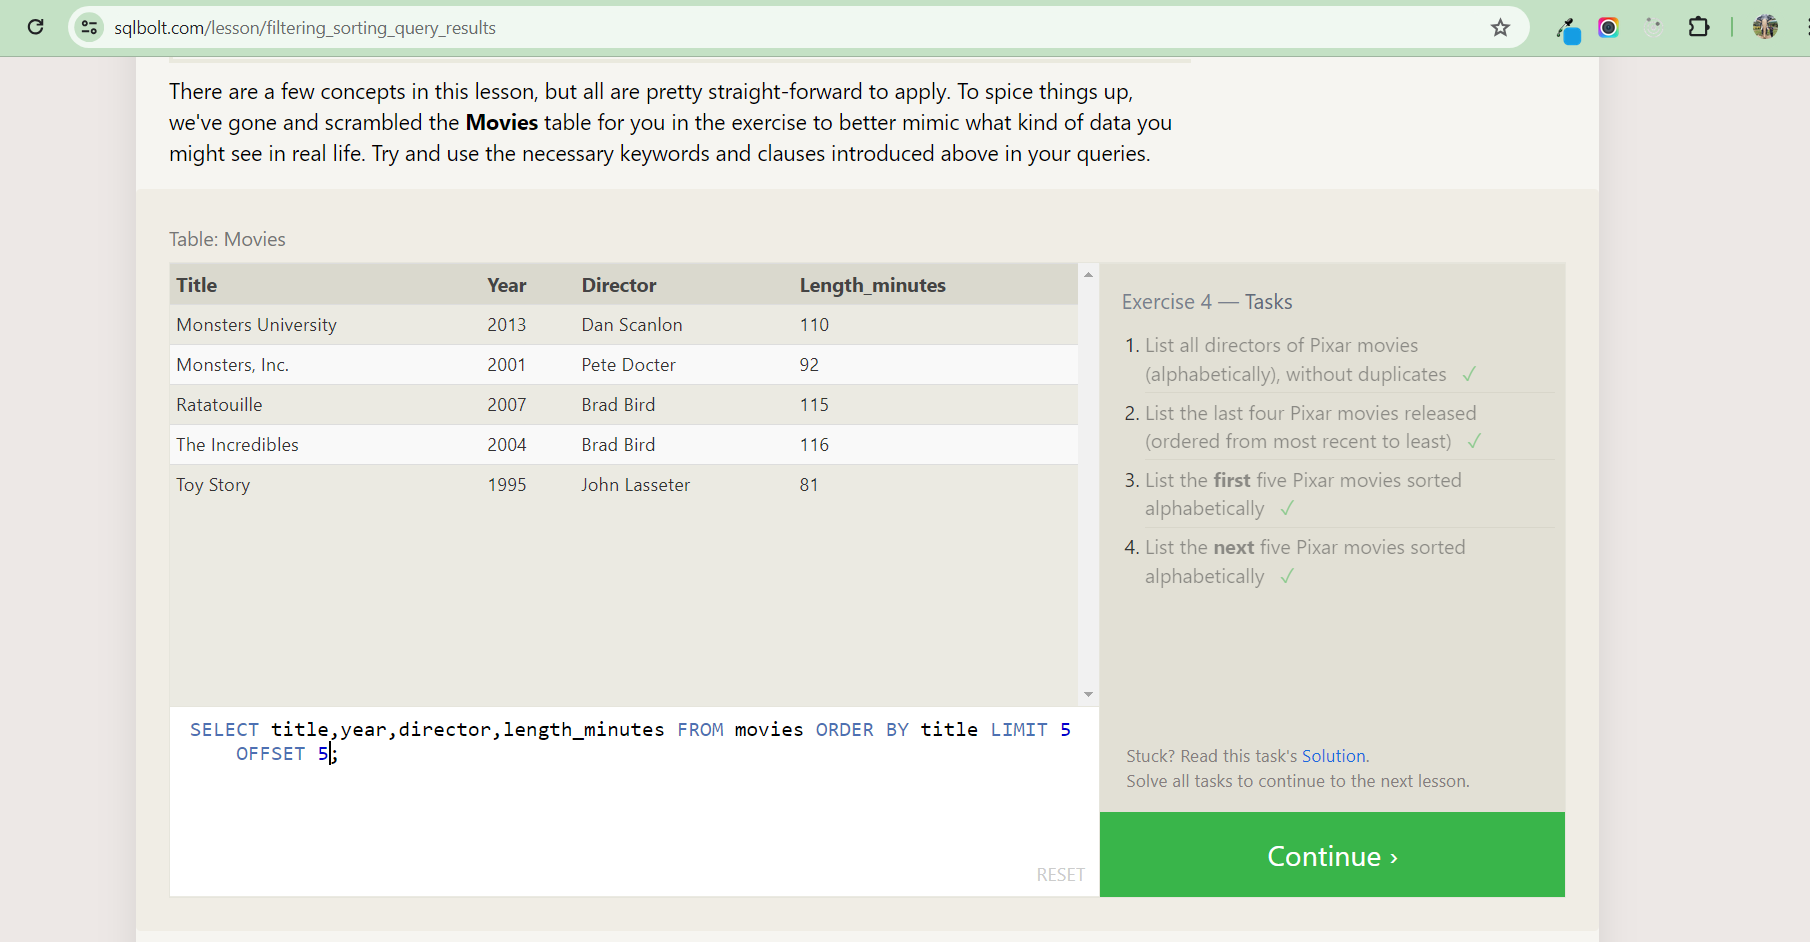 sqlbolt.com/lesson/filtering_sorting_query_results
There are a few concepts in this lesson, but all are pretty straight-forward to apply. To spice things up,
we've gone and scrambled the Movies table for you in the exercise to better mimic what kind of data you
might see in real life. Try and use the necessary keywords and clauses introduced above in your queries.
Table: Movies
Title Year Director Length_minutes
Monsters University 2013 Dan Scanlon 110
Monsters, Inc. 2001 Pete Docter 92
Ratatouille 2007 Brad Bird 115
The Incredibles 2004 Brad Bird 116
Toy Story 1995 John Lasseter 81
SELECT title,year,director,length_minutes FROM movies ORDER BY title LIMIT 5
OFFSET 5;
RESET
Exercise 4 — Tasks
1. List all directors of Pixar movies
(alphabetically), without duplicates ✓
2. List the last four Pixar movies released
(ordered from most recent to least) ✓
3. List the first five Pixar movies sorted
alphabetically ✓
4. List the next five Pixar movies sorted
alphabetically ✓
Stuck? Read this task's Solution.
Solve all tasks to continue to the next lesson.
Continue ›